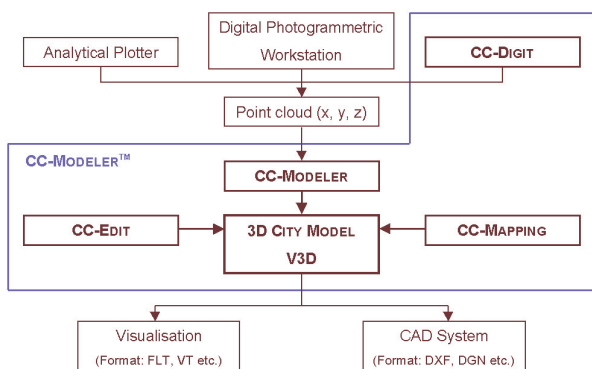 Digital Photogrammetric
Workstation
Analytical Plotter
CC-DIGIT
Point cloud (x, y, z)
CC-MODELER™
CC-MODELER
CC-EDIT
3D CITY MODEL
V3D
CC-MAPPING
Visualisation
(Format: FLT, VT etc.)
CAD System
(Format: DXF, DGN etc.)